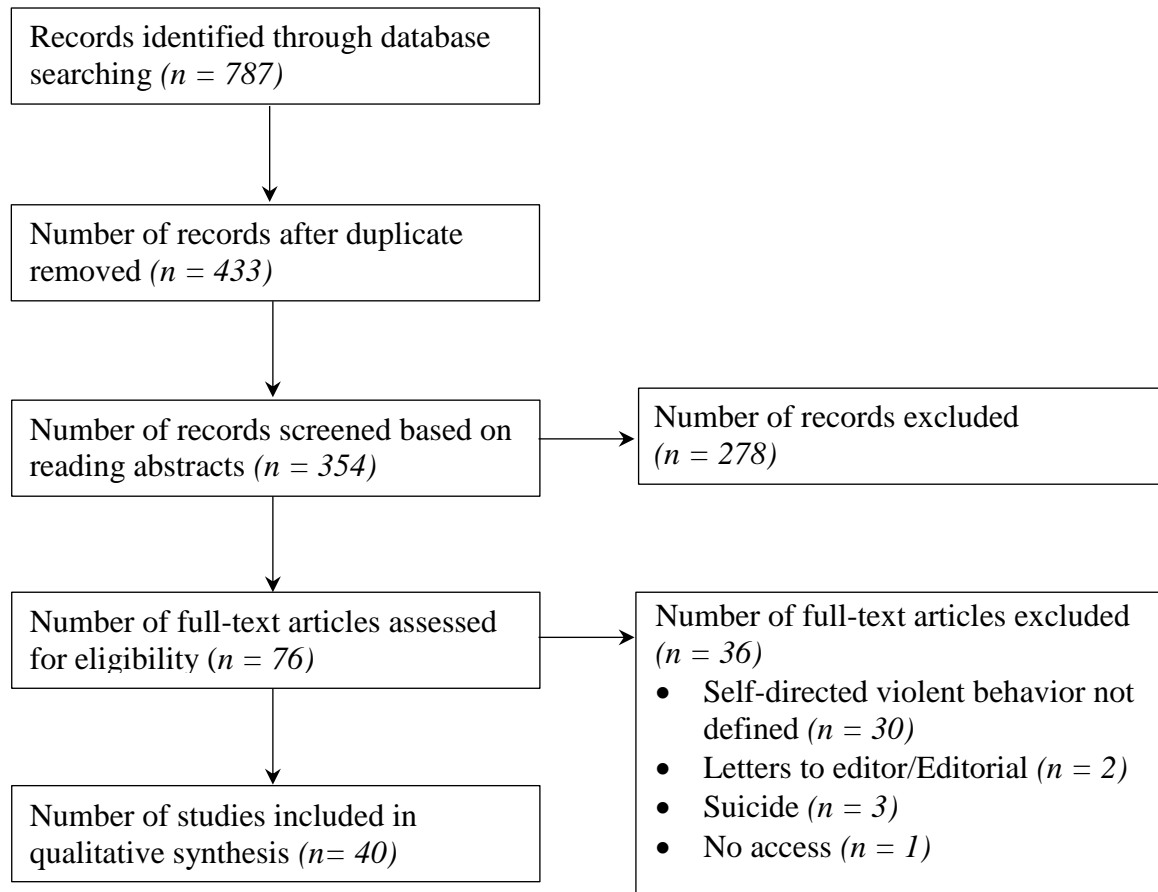 Records identified through database
searching (n = 787)
Number of records after duplicate
removed (n = 433)
Number of records screened based on
reading abstracts (n = 354)
Number of records excluded
(n = 278)
Number of full-text articles assessed
for eligibility (n = 76)
Number of full-text articles excluded
(n = 36)
• Self-directed violent behavior not
defined (n = 30)
• Letters to editor/Editorial (n = 2)
• Suicide (n = 3)
• No access (n = 1)
Number of studies included in
qualitative synthesis (n= 40)